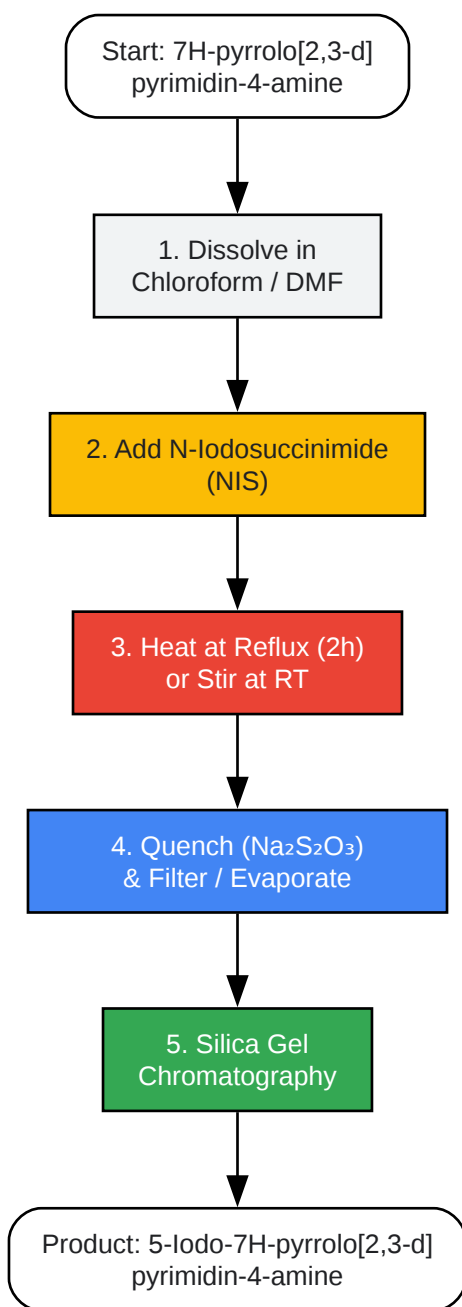 Start: 7H-pyrrolo[2,3-d]
pyrimidin-4-amine
1. Dissolve in
Chloroform / DMF
2. Add N-Iodosuccinimide
(NIS)
3. Heat at Reflux (2h)
or Stir at RT
4. Quench (Na₂S₂O₃)
& Filter / Evaporate
5. Silica Gel
Chromatography
Product: 5-Iodo-7H-pyrrolo[2,3-d]
pyrimidin-4-amine